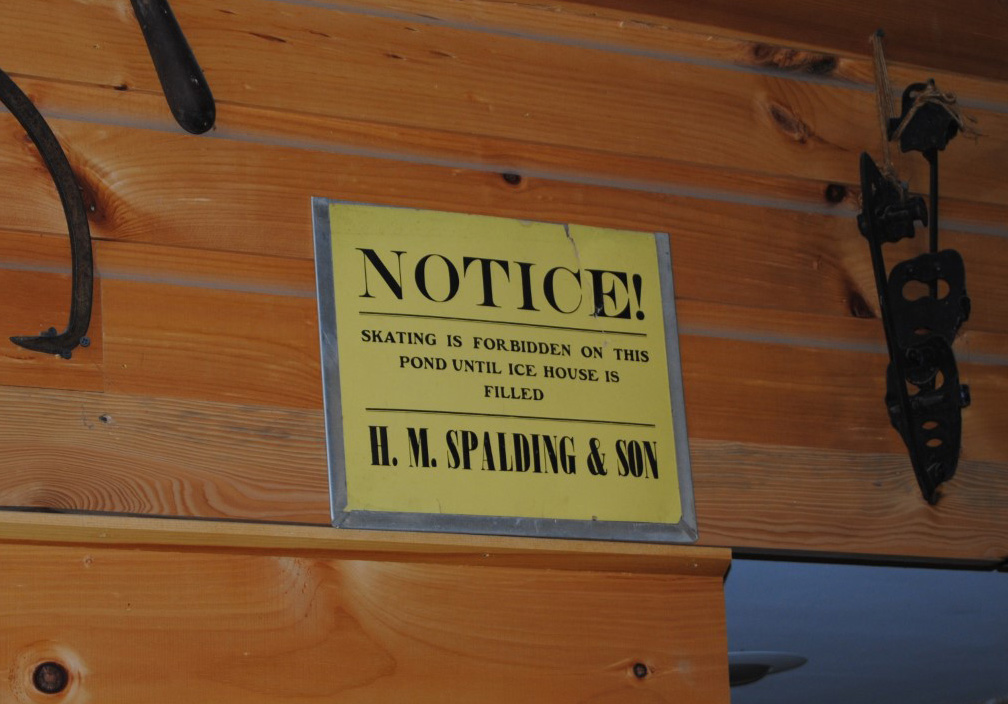 NOTICE!
SKATING IS FORBIDDEN ON THIS
POND UNTIL ICE HOUSE IS
FILLED
H. M. SPALDING & SON